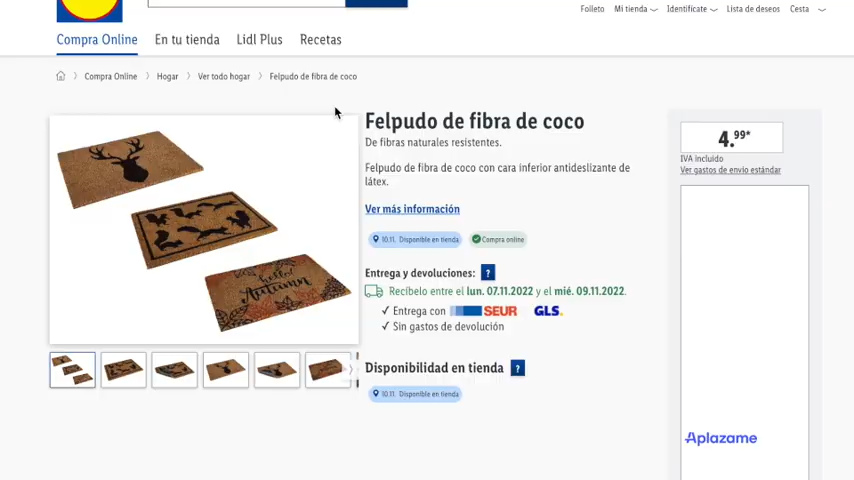 Folleto Mi tienda Identifícate Lista de deseos Cesta
Compra Online En tu tienda Lidl Plus Recetas
Compra Online Hogar Ver todo hogar Felpudo de fibra de coco
Felpudo de fibra de coco
De fibras naturales resistentes.
Felpudo de fibra de coco con cara inferior antideslizante de
látex.
Ver más información
10.11. Disponible en tienda Compra online
Entrega y devoluciones: ?
Recíbelo entre el lun. 07.11.2022 y el mié. 09.11.2022.
✓ Entrega con SEUR GLS.
✓ Sin gastos de devolución
Disponibilidad en tienda ?
10.11. Disponible en tienda
4.99*
IVA incluido
Ver gastos de envío estándar
Aplazame
hello
Autumn